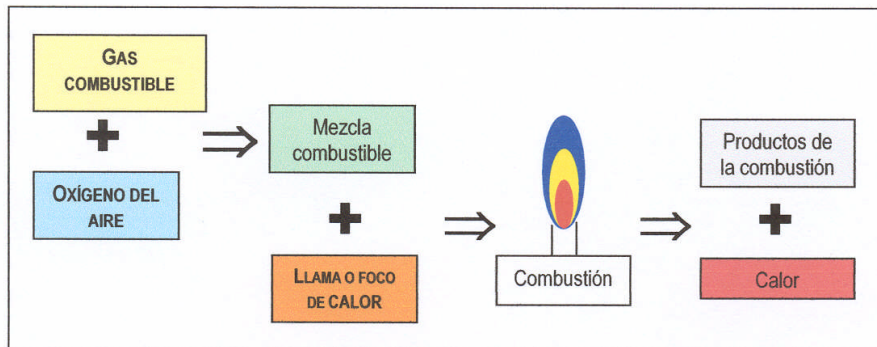 GAS
COMBUSTIBLE
+
OXÍGENO DEL
AIRE
Mezcla
combustible
+
LLAMA O FOCO
DE CALOR
Combustión
Productos de
la combustión
+
Calor